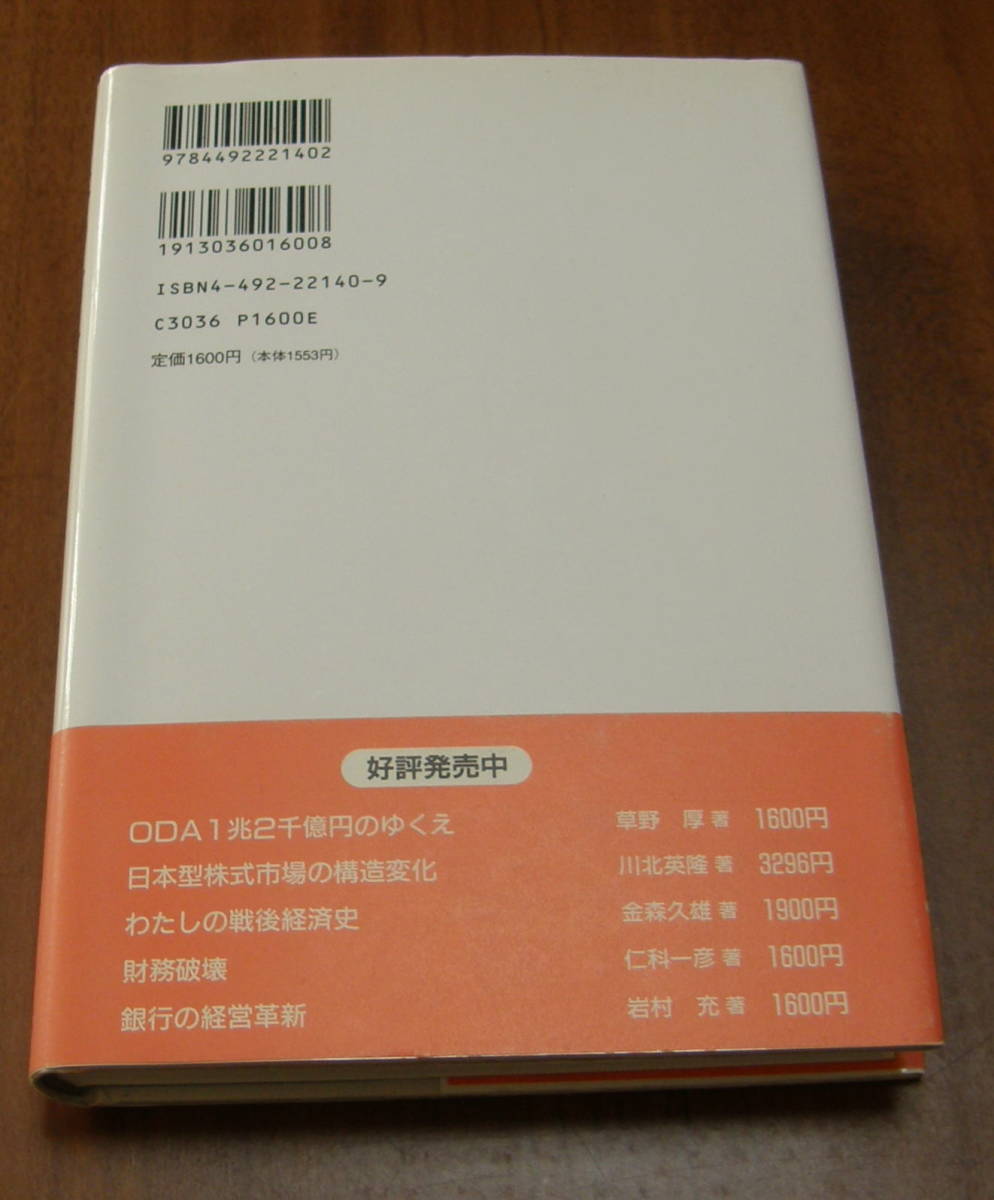 9784492221402
1913036016008
ISBN4-492-22140-9
C3036 P1600E
定価1600円（本体1553円）
好評発売中
ODA1兆2千億円のゆくえ 草野 厚 著 1600円
日本型株式市場の構造変化 川北英隆 著 3296円
わたしの戦後経済史 金森久雄 著 1900円
財務破壊 仁科一彦 著 1600円
銀行の経営革新 岩村 充 著 1600円